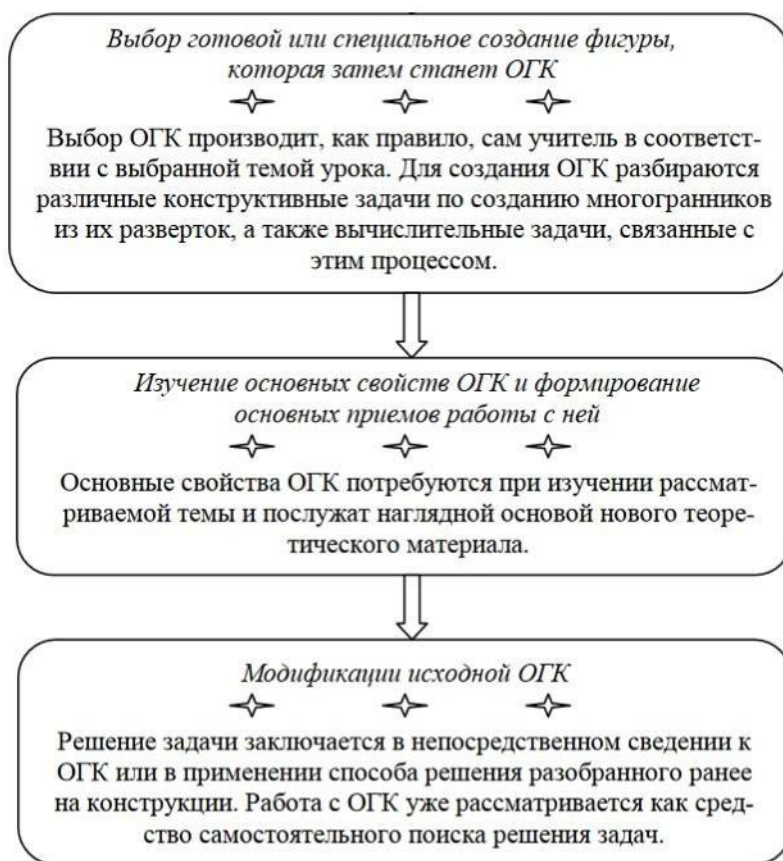 Выбор готовой или специальное создание фигуры,
которая затем станет ОГК
Выбор ОГК производит, как правило, сам учитель в соответст-
вии с выбранной темой урока. Для создания ОГК разбираются
различные конструктивные задачи по созданию многогранников
из их разверток, а также вычислительные задачи, связанные с
этим процессом.
Изучение основных свойств ОГК и формирование
основных приемов работы с ней
Основные свойства ОГК потребуются при изучении рассмат-
риваемой темы и послужат наглядной основой нового теоре-
тического материала.
Модификации исходной ОГК
Решение задачи заключается в непосредственном сведении к
ОГК или в применении способа решения разобранного ранее
на конструкции. Работа с ОГК уже рассматривается как сред-
ство самостоятельного поиска решения задач.